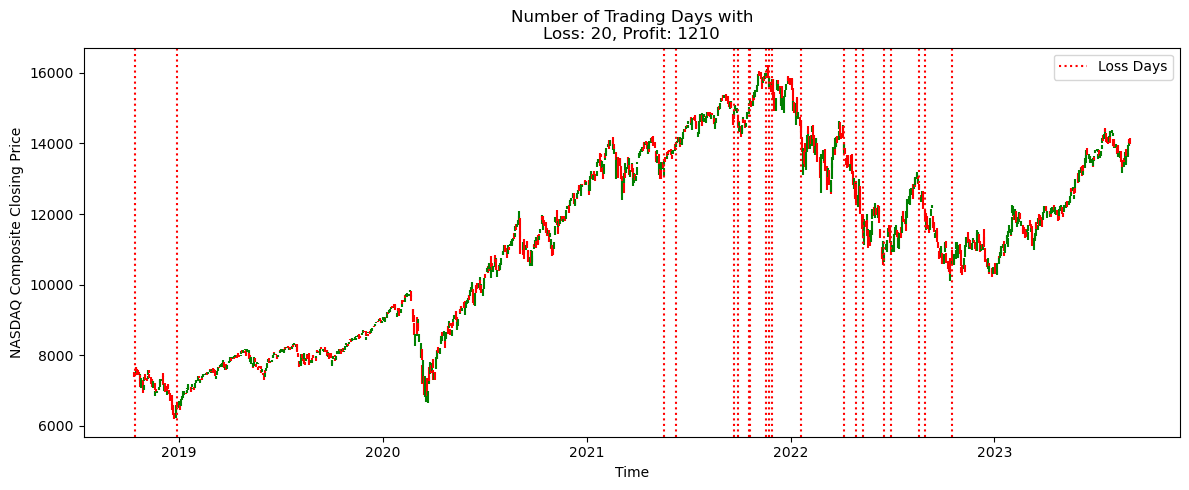 Number of Trading Days with
Loss: 20, Profit: 1210
Loss Days
NASDAQ Composite Closing Price
16000
14000
12000
10000
8000
6000
2019
2020
2021
2022
2023
Time